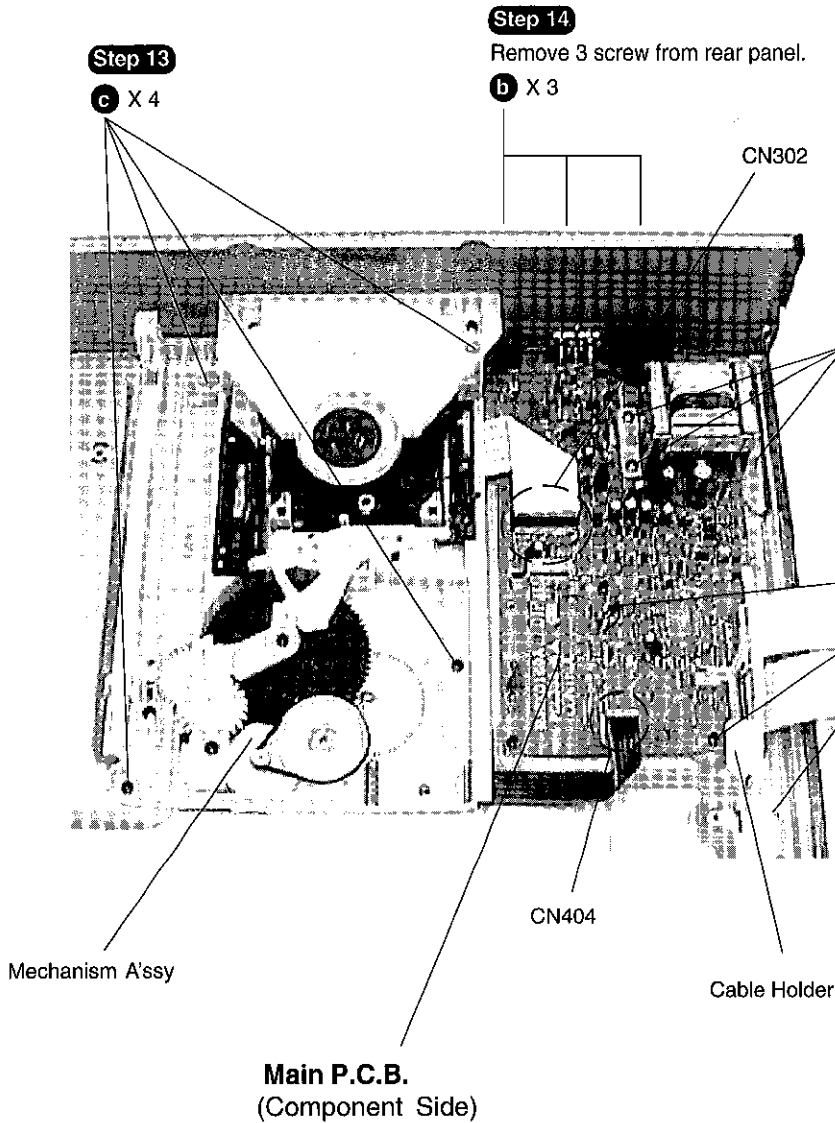 Step 13
c X 4
Step 14
Remove 3 screw from rear panel.
b X 3
CN302
CN404
Mechanism A'ssy
Cable Holder
Main P.C.B.
(Component Side)